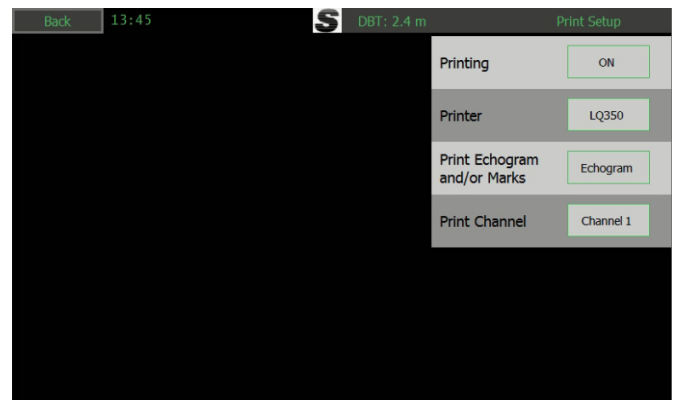 Back 13:45 S DBT: 2.4 m Print Setup
Printing ON
Printer LQ350
Print Echogram
and/or Marks Echogram
Print Channel Channel 1